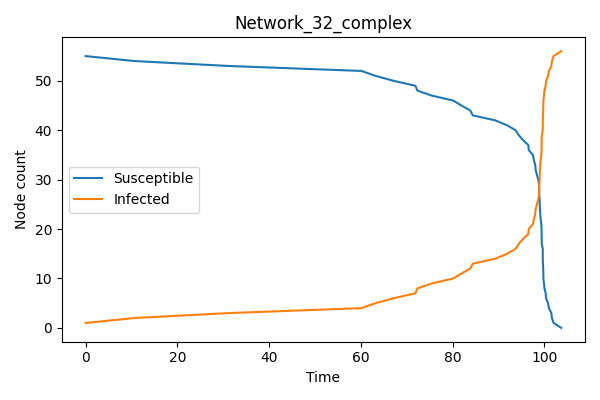 Network_32_complex
Node count
50
40
30
20
10
0
Susceptible
Infected
0 20 40 60 80 100
Time